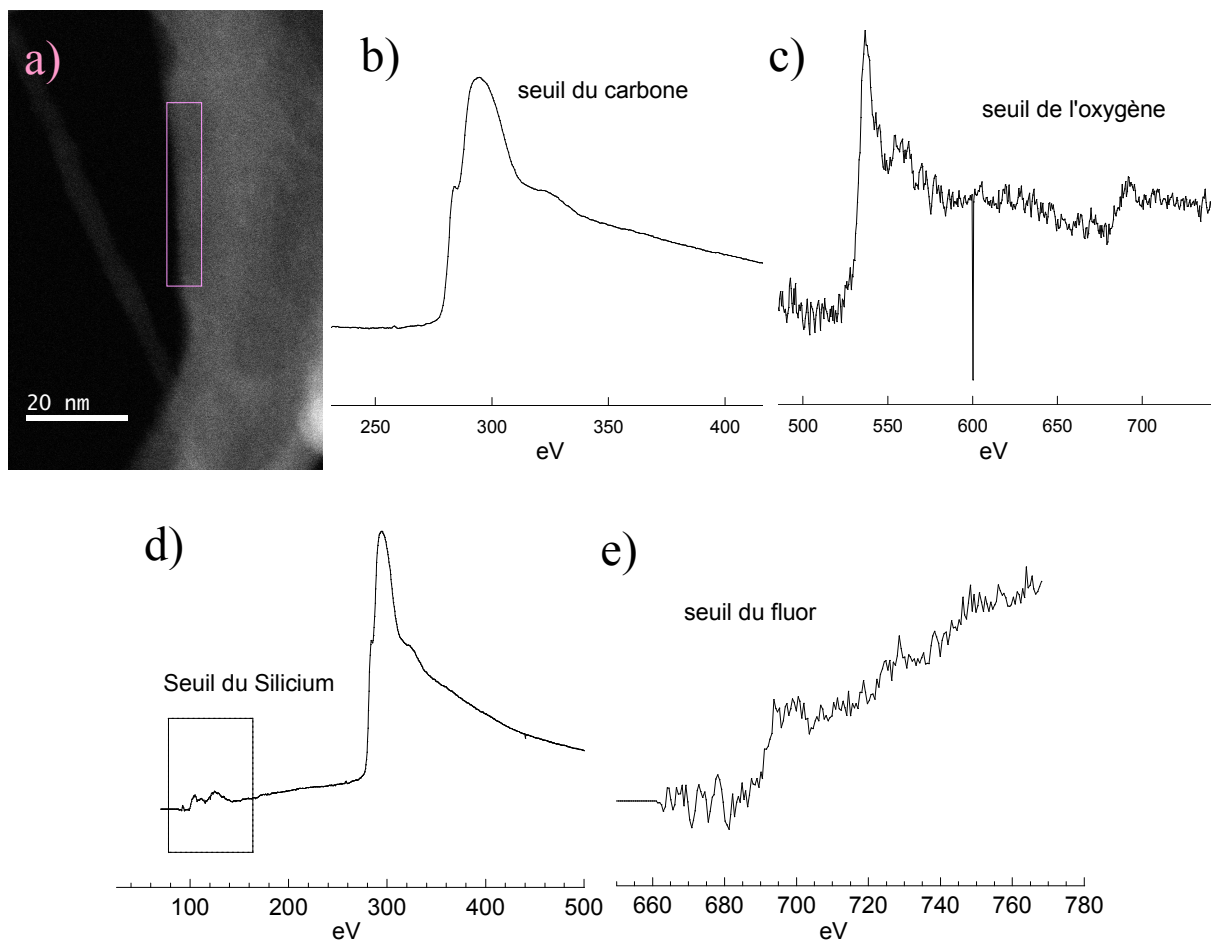 a)
20 nm
b)
seuil du carbone
250 300 350 400
eV
c)
seuil de l'oxygène
500 550 600 650 700
eV
d)
Seuil du Silicium
100 200 300 400 500
eV
e)
seuil du fluor
660 680 700 720 740 760 780
eV